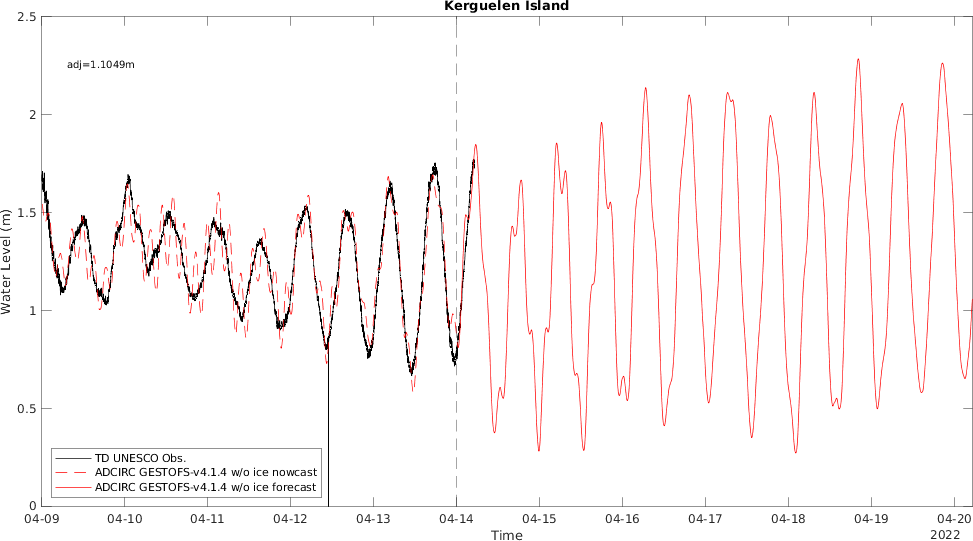 Kerguelen Island
2.5
adj=1.1049m
2
1.5
Water Level (m)
1
0.5
TD UNESCO Obs.
ADCIRC GESTOFS-v4.1.4 w/o ice nowcast
ADCIRC GESTOFS-v4.1.4 w/o ice forecast
0
04-09 04-10 04-11 04-12 04-13 04-14 04-15 04-16 04-17 04-18 04-19 04-20
Time
2022